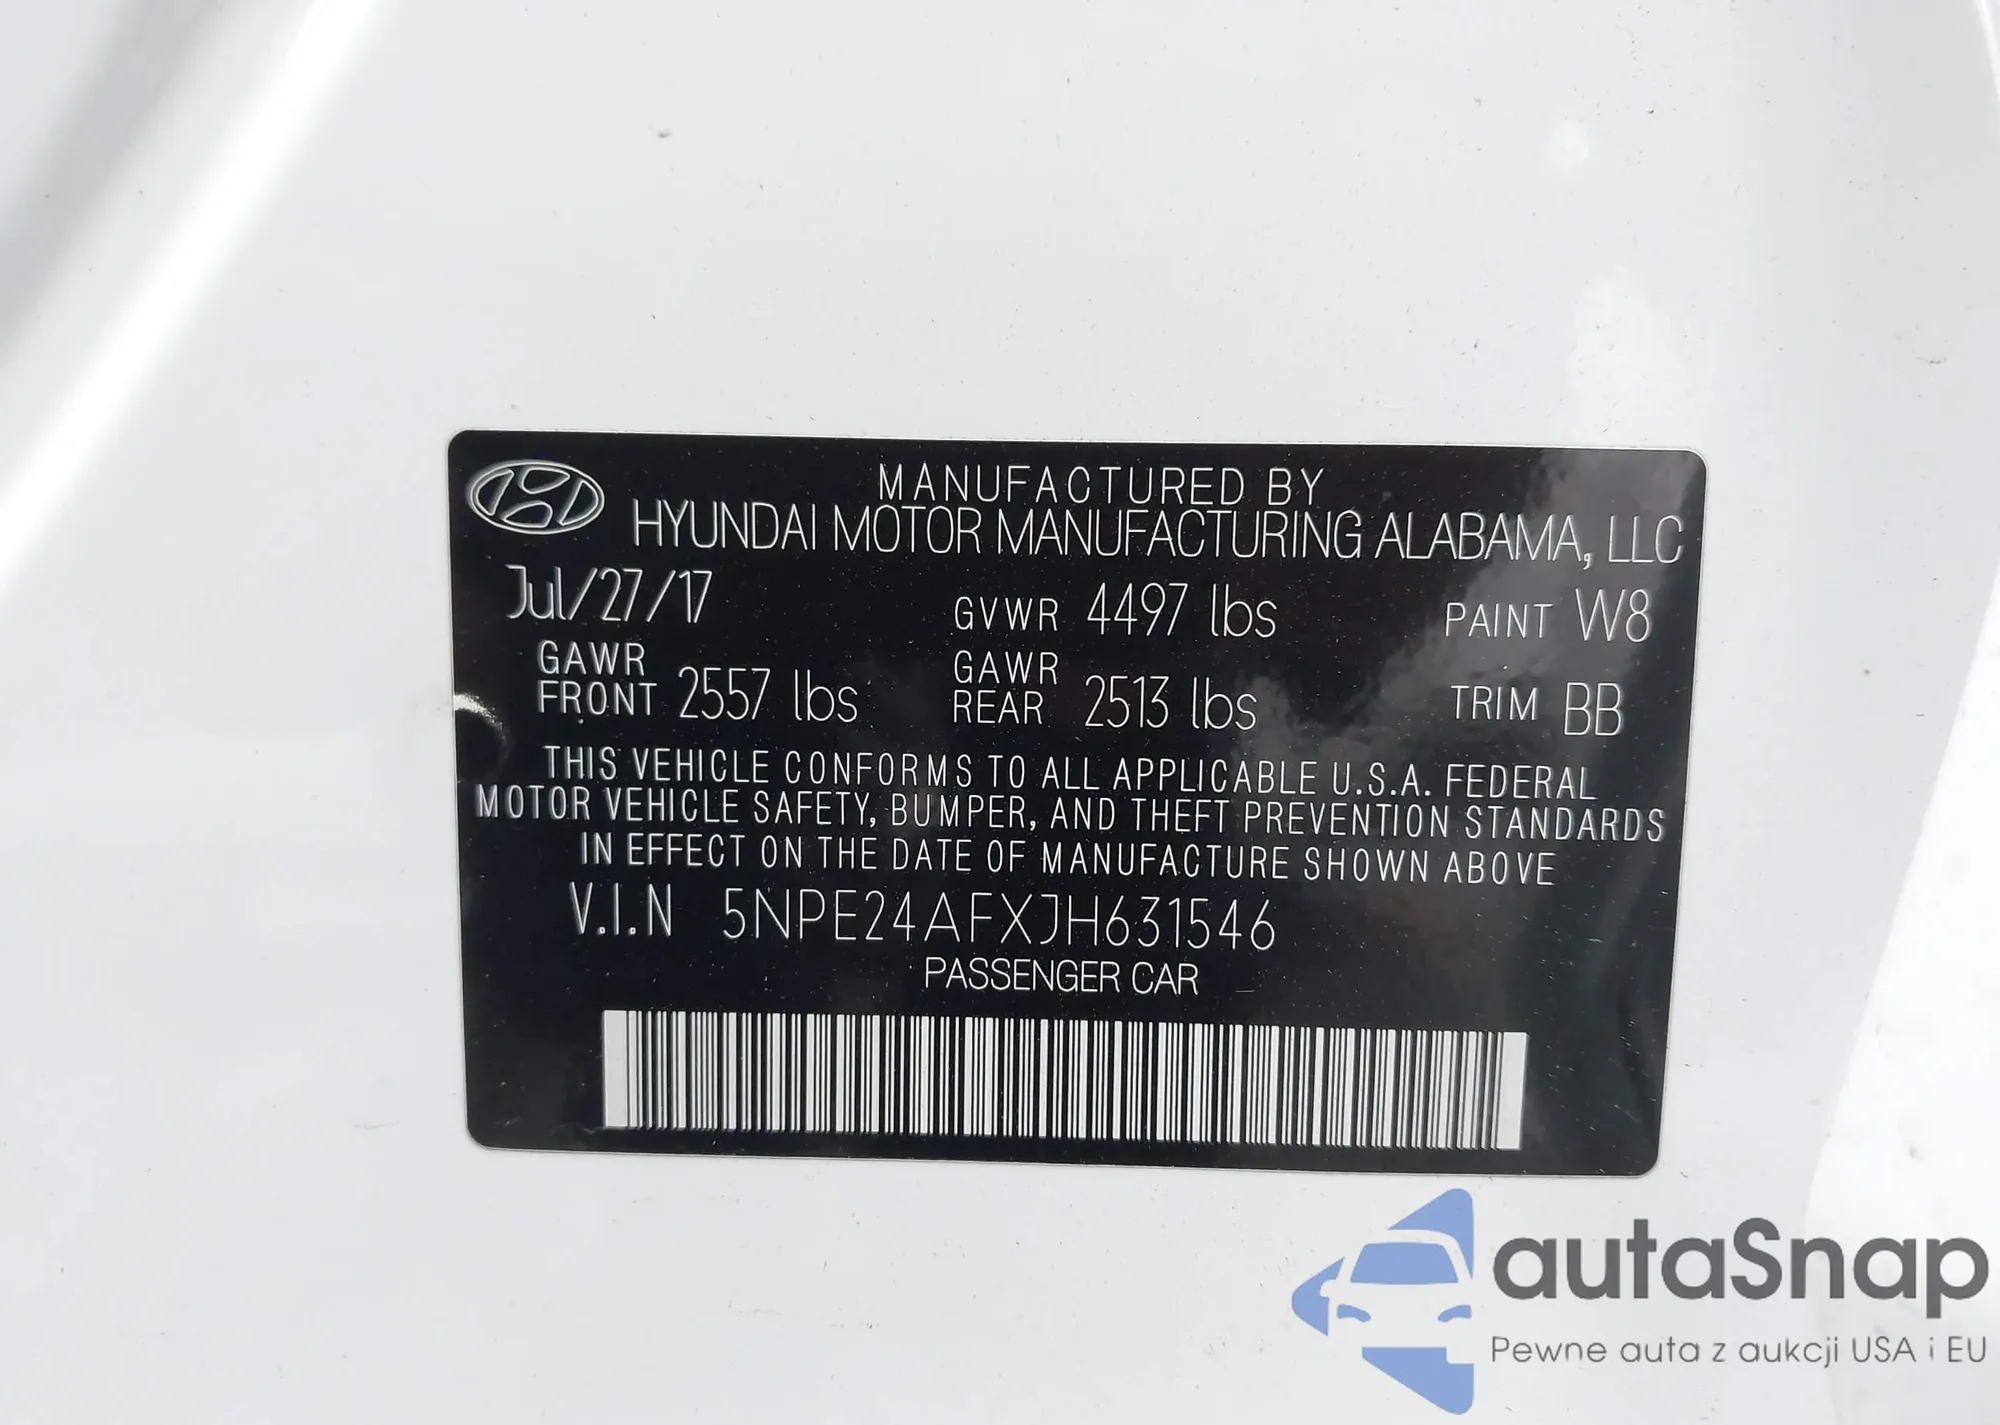 MANUFACTURED BY
HYUNDAI MOTOR MANUFACTURING ALABAMA, LLC
Jul/27/17 GVWR 4497 lbs PAINT W8
GAWR FRONT 2557 lbs GAWR REAR 2513 lbs TRIM BB
THIS VEHICLE CONFORMS TO ALL APPLICABLE U.S.A. FEDERAL
MOTOR VEHICLE SAFETY, BUMPER, AND THEFT PREVENTION STANDARDS
IN EFFECT ON THE DATE OF MANUFACTURE SHOWN ABOVE
V.I.N 5NPE24AFXJH631546
PASSENGER CAR
autaSnap
Pewne auta z aukcji USA i EU